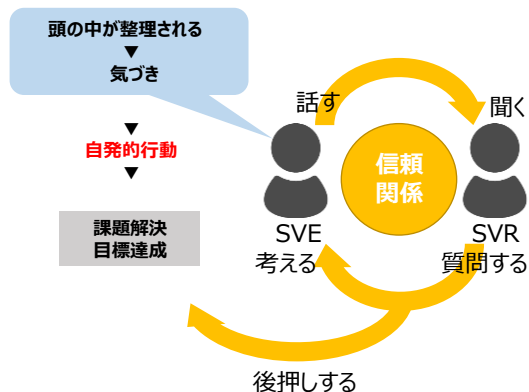 頭の中が整理される
▼
気づき
▼
自発的行動
▼
課題解決
目標達成
話す
聞く
信頼
関係
SVE
SVR
考える
質問する
後押しする